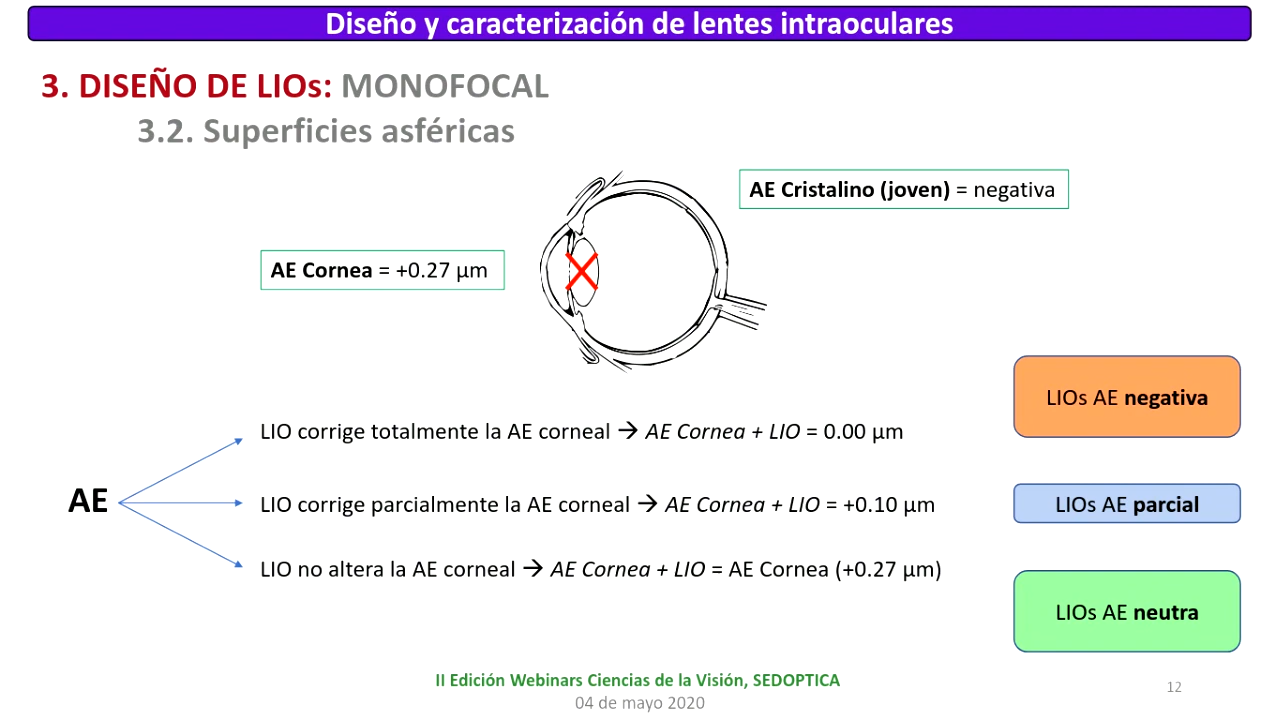 Diseño y caracterización de lentes intraoculares
3. DISEÑO DE LIOs: MONOFOCAL
3.2. Superficies asféricas
AE Cristalino (joven) = negativa
AE Cornea = +0.27 µm
LIOs AE negativa
LIO corrige totalmente la AE corneal → AE Cornea + LIO = 0.00 µm
AE
LIO corrige parcialmente la AE corneal → AE Cornea + LIO = +0.10 µm
LIOs AE parcial
LIO no altera la AE corneal → AE Cornea + LIO = AE Cornea (+0.27 µm)
LIOs AE neutra
II Edición Webinars Ciencias de la Visión, SEDOPTICA
04 de mayo 2020
12